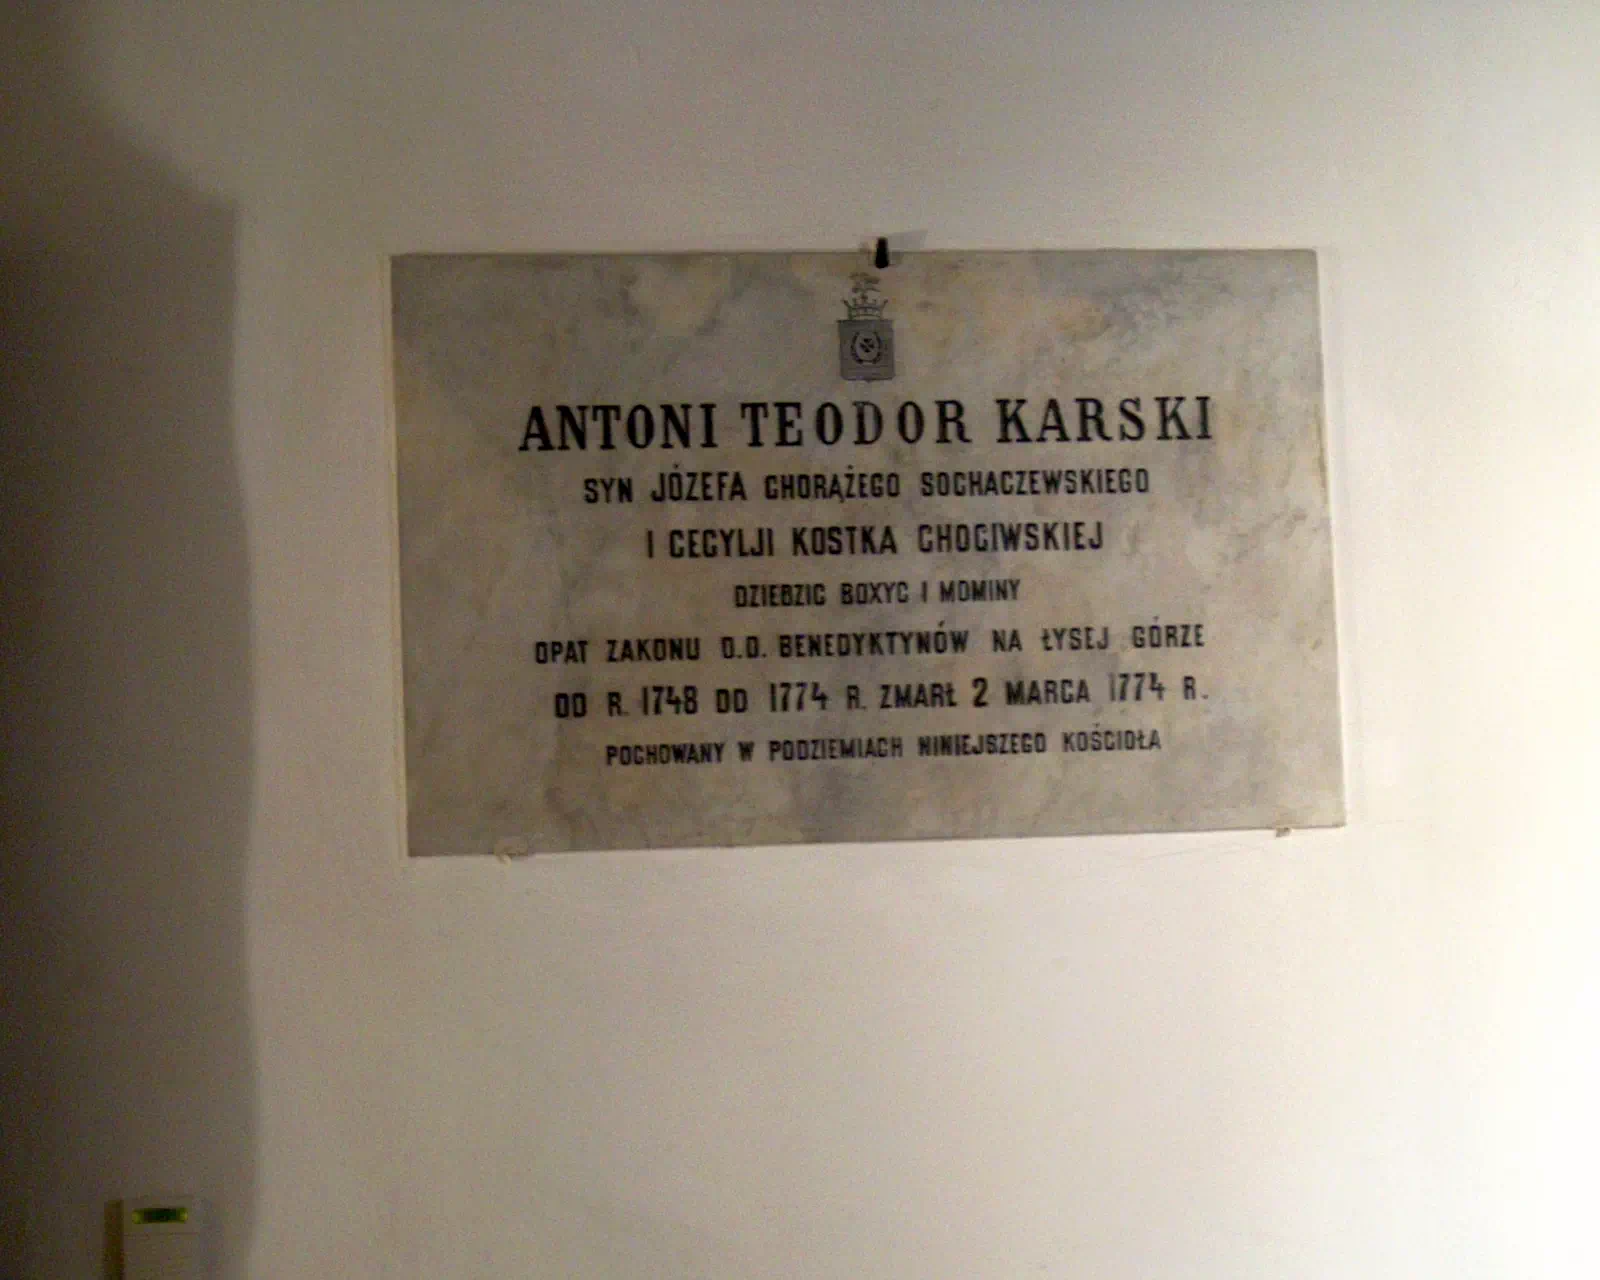 ANTONI TEODOR KARSKI
SYN JÓZEFA CHORĄŻEGO SOCHACZEWSKIEGO
I CECYLJI KOSTKA CHOCIWSKIEJ
DZIEDZIC BOXYC I MOMINY
OPAT ZAKONU O.O. BENEDYKTYNÓW NA ŁYSEJ GÓRZE
OD R. 1748 DO 1774 R. ZMARŁ 2 MARCA 1774 R.
POCHOWANY W PODZIEMIACH NINIEJSZEGO KOŚCIOŁA